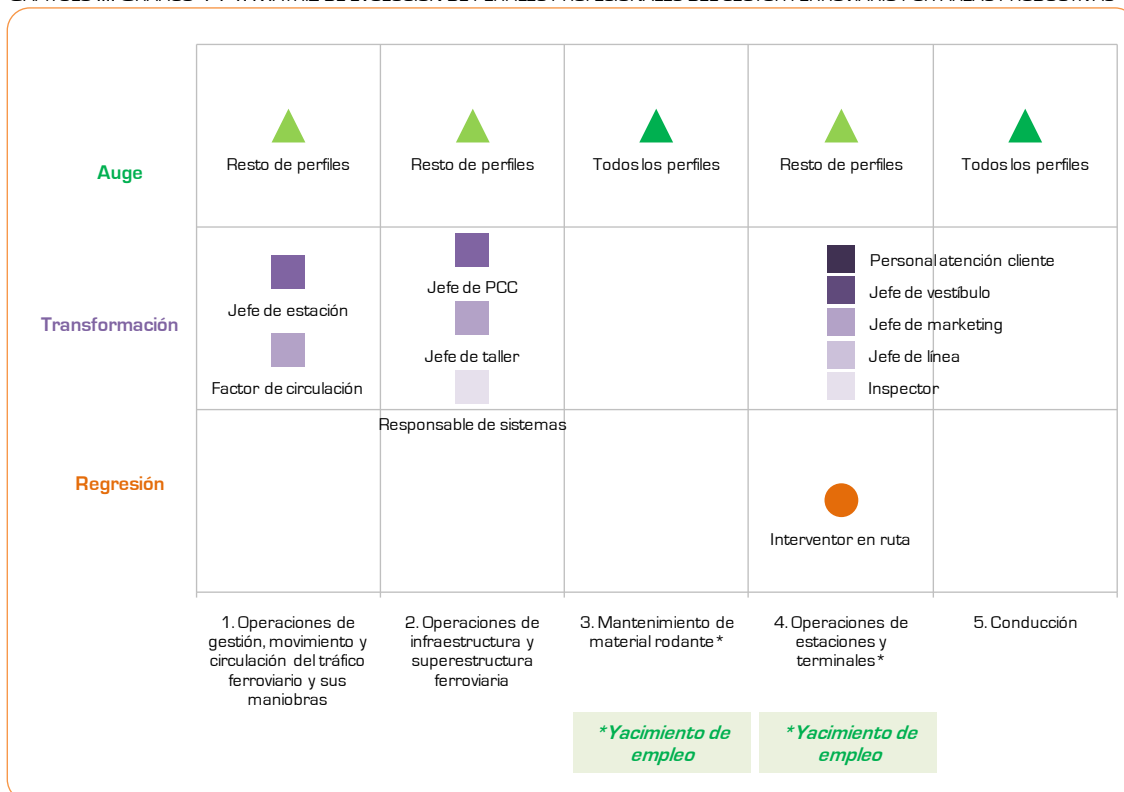 Auge
Resto de perfiles
Resto de perfiles
Todos los perfiles
Resto de perfiles
Todos los perfiles
Transformación
Jefe de estación
Factor de circulación
Jefe de PCC
Jefe de taller
Responsable de sistemas
Personal atención cliente
Jefe de vestíbulo
Jefe de marketing
Jefe de línea
Inspector
Regresión
Interventor en ruta
1. Operaciones de
gestión, movimiento y
circulación del tráfico
ferroviario y sus
maniobras
2. Operaciones de
infraestructura y
superestructura
ferroviaria
3. Mantenimiento de
material rodante*
4. Operaciones de
estaciones y
terminales*
5. Conducción
*Yacimiento de
empleo
*Yacimiento de
empleo